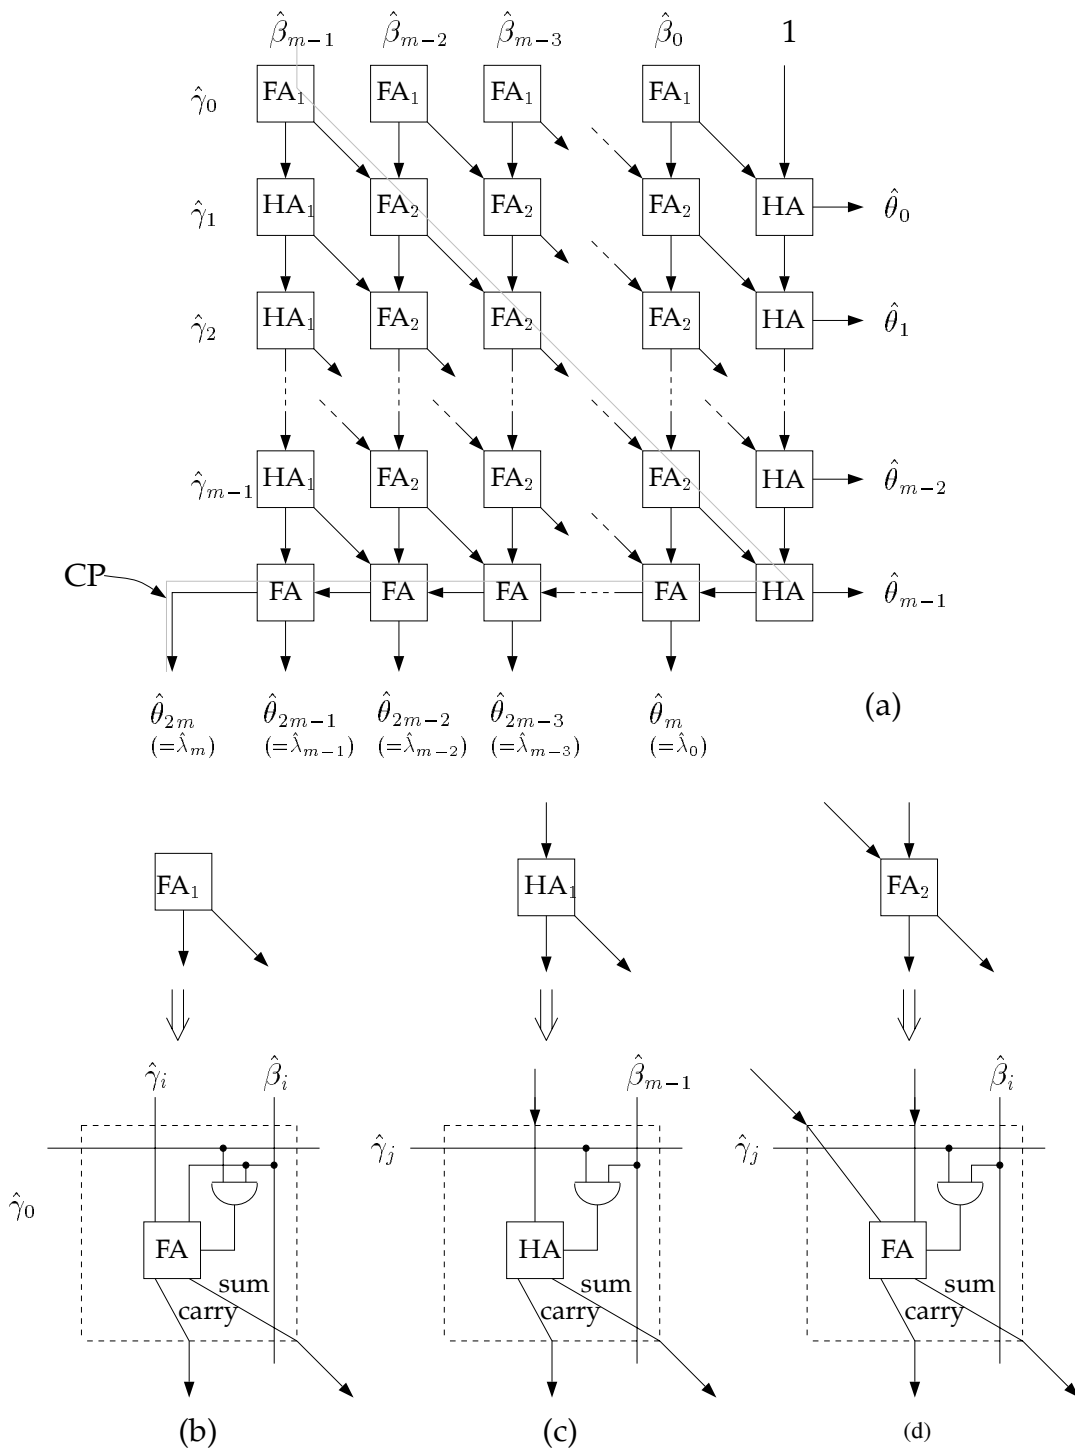 β̂m−1 β̂m−2 β̂m−3 β̂0 1
γ̂0 FA1 FA1 FA1 FA1
γ̂1 HA1 FA2 FA2 FA2 HA θ̂0
γ̂2 HA1 FA2 FA2 FA2 HA θ̂1
γ̂m−1 HA1 FA2 FA2 FA2 HA θ̂m−2
CP FA FA FA FA HA θ̂m−1
θ̂2m θ̂2m−1 θ̂2m−2 θ̂2m−3 θ̂m (a)
(=λ̂m) (=λ̂m−1) (=λ̂m−2) (=λ̂m−3) (=λ̂0)
FA1 HA1 FA2
γ̂i β̂i β̂m−1 β̂i
γ̂j γ̂j
γ̂0
FA HA FA
sum sum sum
carry carry carry
(b) (c) (d)